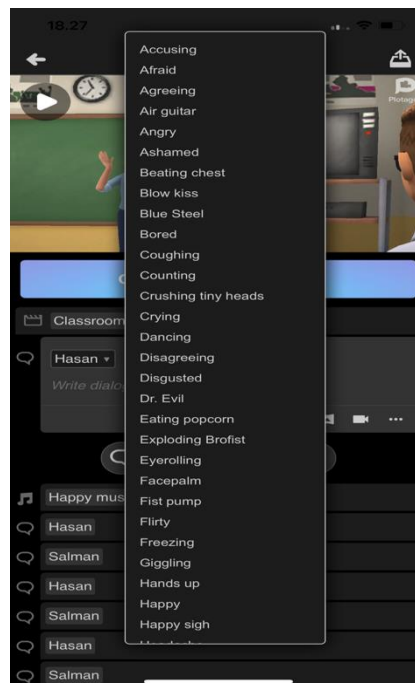 18.27
Plotag
Accusing
Afraid
Agreeing
Air guitar
Angry
Ashamed
Beating chest
Blow kiss
Blue Steel
Bored
Coughing
Counting
Crushing tiny heads
Crying
Dancing
Disagreeing
Disgusted
Dr. Evil
Eating popcorn
Exploding Brofist
Eyerolling
Facepalm
Fist pump
Flirty
Freezing
Giggling
Hands up
Happy
Happy sigh
Classroom
Hasan
Write dialo
Happy mus
Hasan
Salman
Hasan
Salman
Hasan
Salman